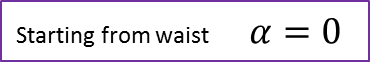 Starting from waist α = 0